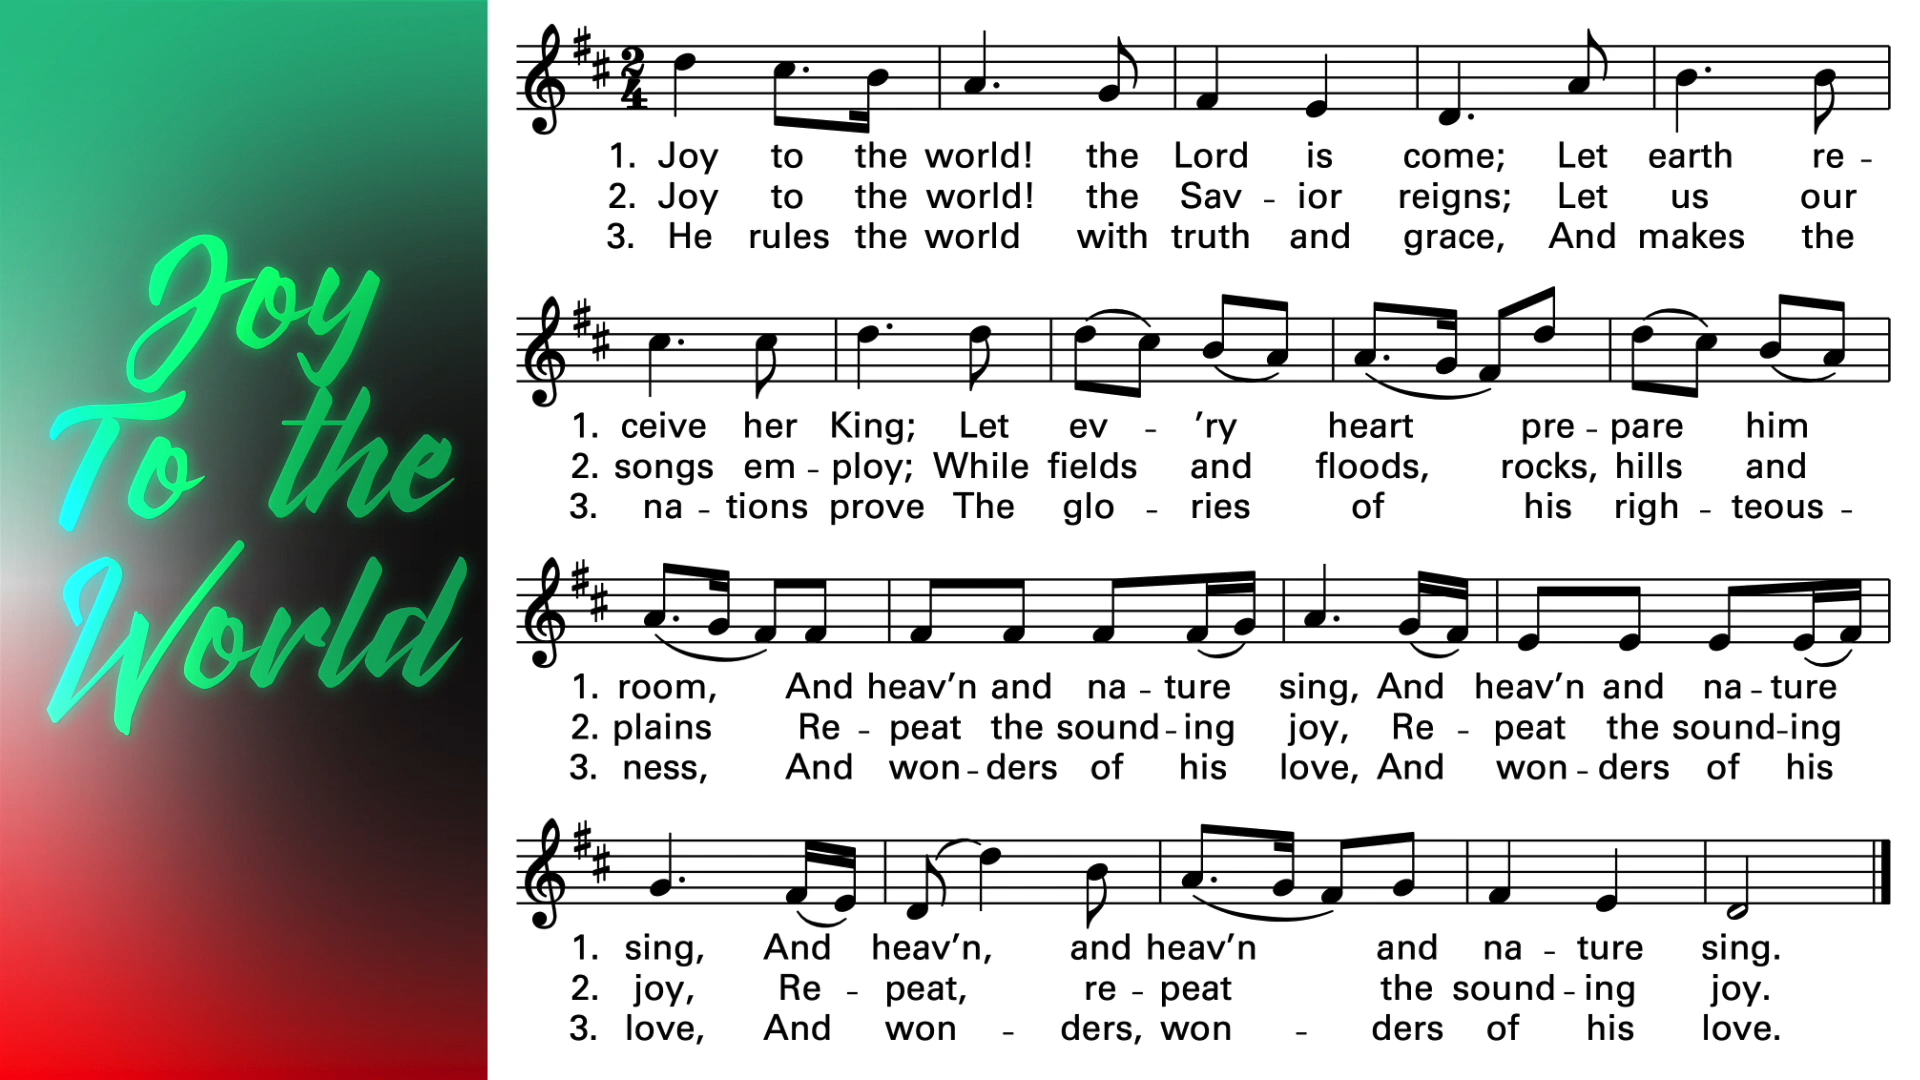 Joy
To the
World
2
4
1. Joy to the world! the Lord is come; Let earth re -
2. Joy to the world! the Sav - ior reigns; Let us our
3. He rules the world with truth and grace, And makes the
1. ceive her King; Let ev - ’ry heart pre - pare him
2. songs em - ploy; While fields and floods, rocks, hills and
3. na - tions prove The glo - ries of his righ - teous -
1. room, And heav’n and na - ture sing, And heav’n and na - ture
2. plains Re - peat the sound - ing joy, Re - peat the sound - ing
3. ness, And won - ders of his love, And won - ders of his
1. sing, And heav’n, and heav’n and na - ture sing.
2. joy, Re - peat, re - peat the sound - ing joy.
3. love, And won - ders, won - ders of his love.